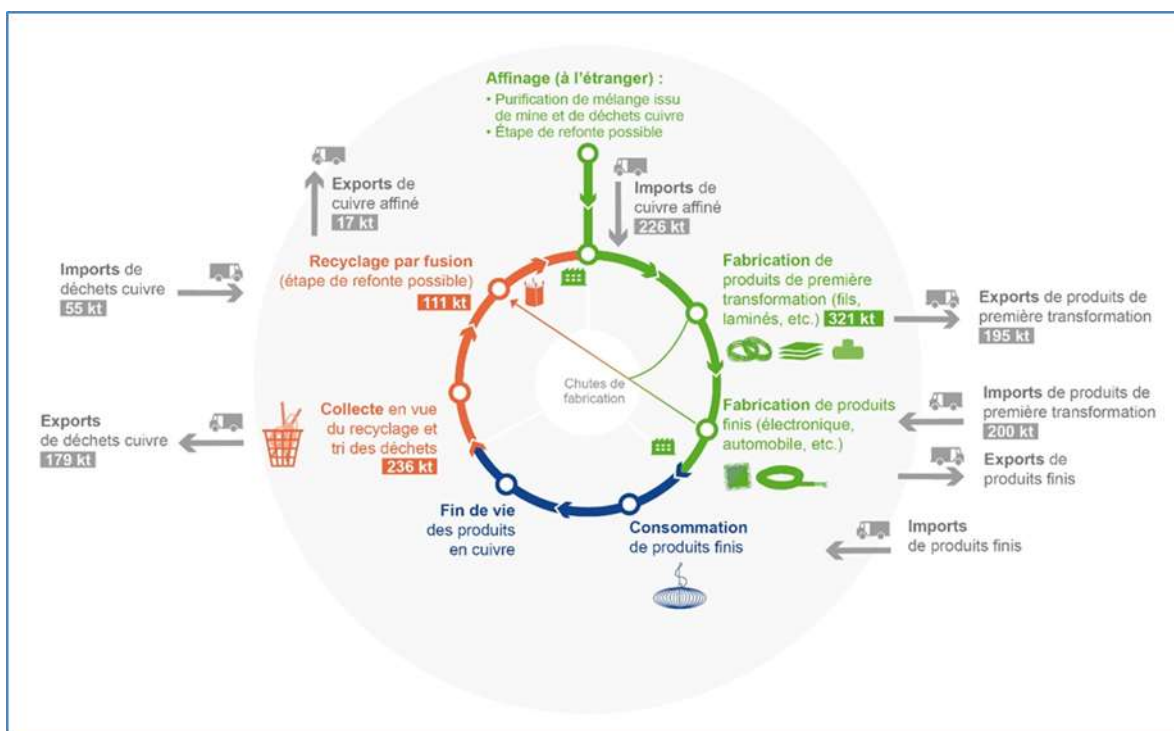 Affinage (à l'étranger) :
• Purification de mélange issu
de mine et de déchets cuivre
• Étape de refonte possible
Exports de
cuivre affiné
17 kt
Imports de
cuivre affiné
226 kt
Imports de
déchets cuivre
55 kt
Recyclage par fusion
(étape de refonte possible)
111 kt
Fabrication de
produits de première
transformation (fils,
laminés, etc.) 321 kt
Exports de produits de
première transformation
195 kt
Chutes de
fabrication
Imports de produits de
première transformation
200 kt
Exports
de déchets cuivre
179 kt
Collecte en vue
du recyclage et
tri des déchets
236 kt
Fabrication de produits
finis (électronique,
automobile, etc.)
Exports de
produits finis
Fin de vie
des produits
en cuivre
Consommation
de produits finis
Imports
de produits finis